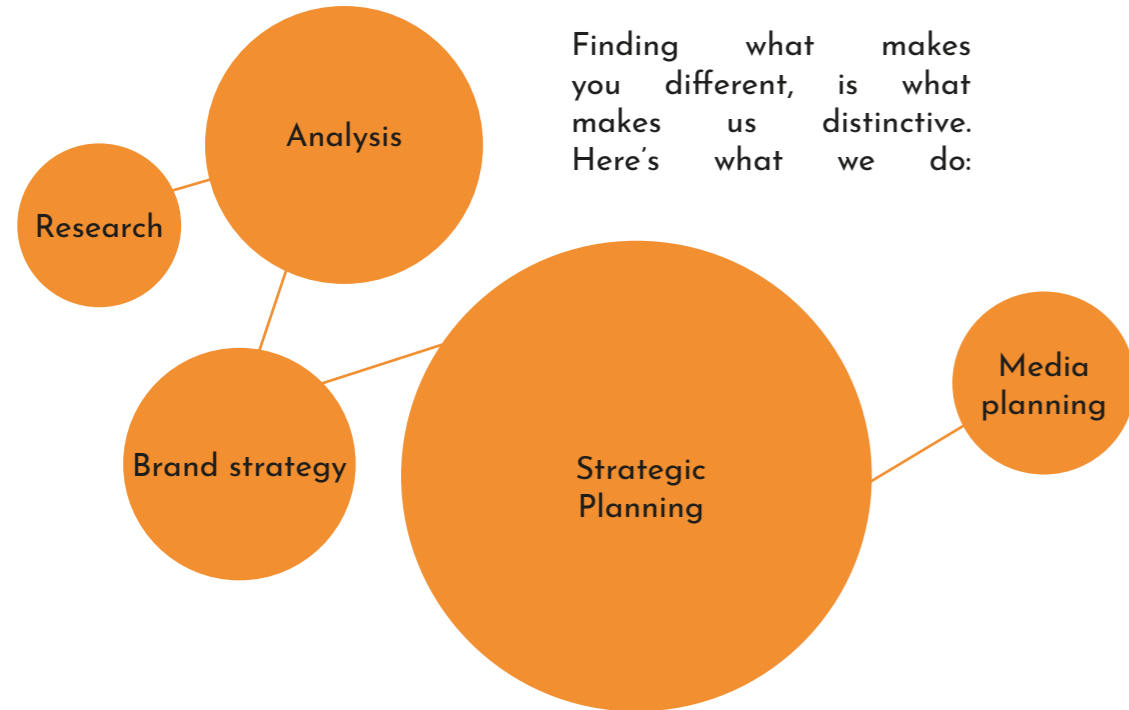 Finding what makes
you different, is what
makes us distinctive.
Here's what we do:
Analysis
Research
Brand strategy
Strategic
Planning
Media
planning